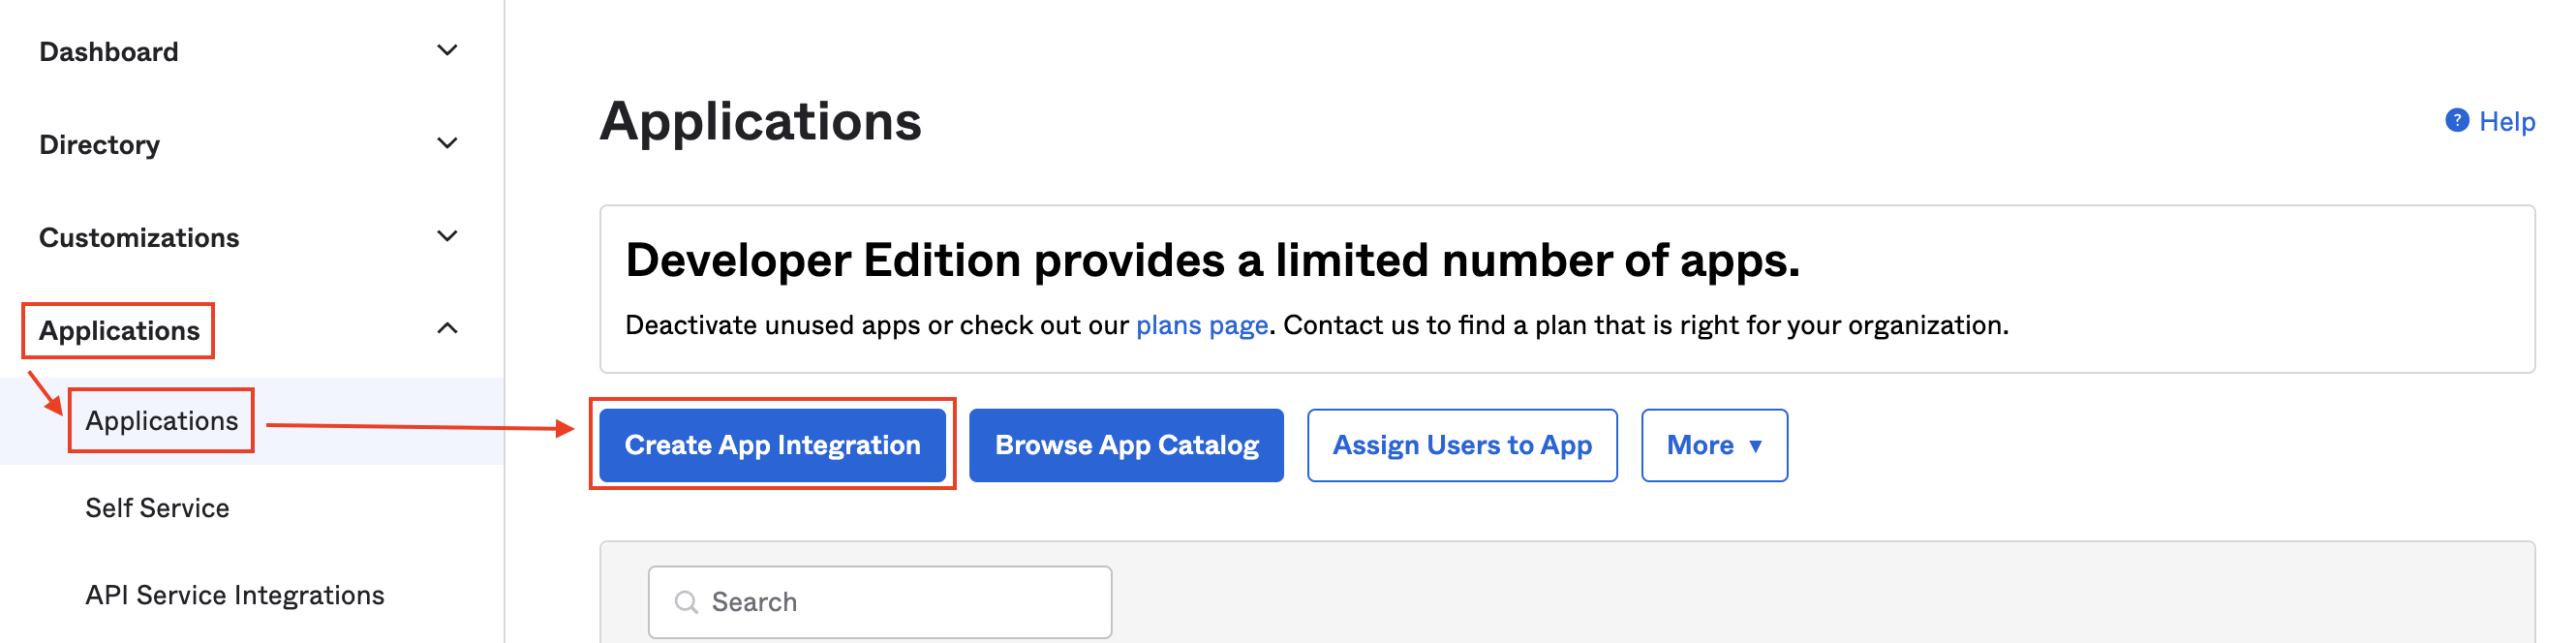 Dashboard
Directory
Customizations
Applications
Applications
Self Service
API Service Integrations
Applications
? Help
Developer Edition provides a limited number of apps.
Deactivate unused apps or check out our plans page. Contact us to find a plan that is right for your organization.
Create App Integration
Browse App Catalog
Assign Users to App
More
Search